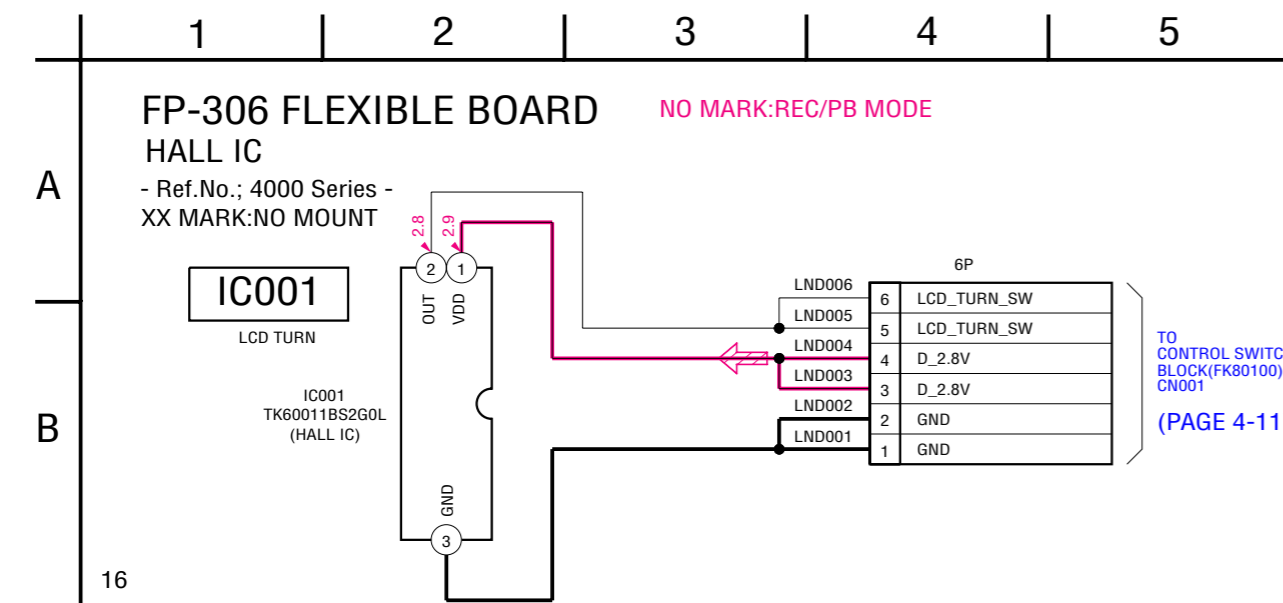 1 2 3 4 5
FP-306 FLEXIBLE BOARD
NO MARK:REC/PB MODE
HALL IC
A
- Ref.No.; 4000 Series -
XX MARK:NO MOUNT
2.8
2.9
2 1
OUT
VDD
IC001
LCD TURN
IC001
TK60011BS2G0L
(HALL IC)
GND
3
6P
LND006
6 LCD_TURN_SW
LND005
5 LCD_TURN_SW
LND004
4 D_2.8V
LND003
3 D_2.8V
LND002
2 GND
LND001
1 GND
TO
CONTROL SWITC
BLOCK(FK80100)
CN001
(PAGE 4-11
B
16